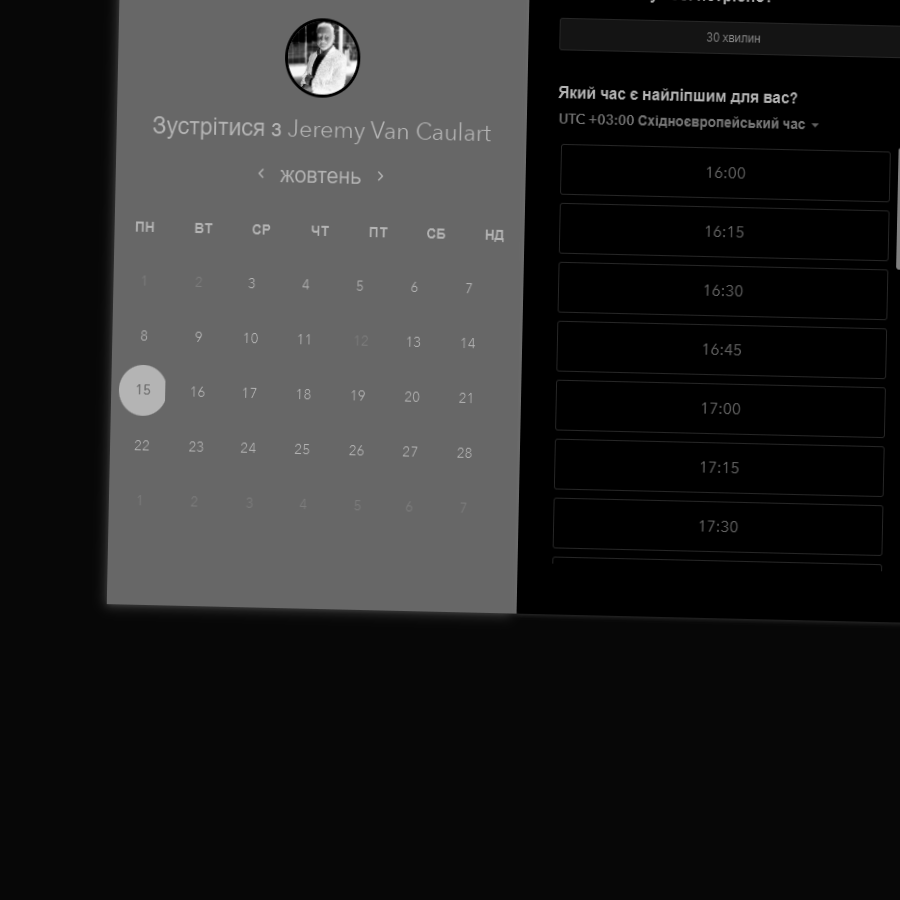 Зустрітися з Jeremy Van Caulart
жовтень
ПН ВТ СР ЧТ ПТ СБ НД
1 2 3 4 5 6 7
8 9 10 11 12 13 14
15 16 17 18 19 20 21
22 23 24 25 26 27 28
1 2 3 4 5 6 7
30 хвилин
Який час є найліпшим для вас?
UTC +03:00 Східноєвропейський час
16:00
16:15
16:30
16:45
17:00
17:15
17:30